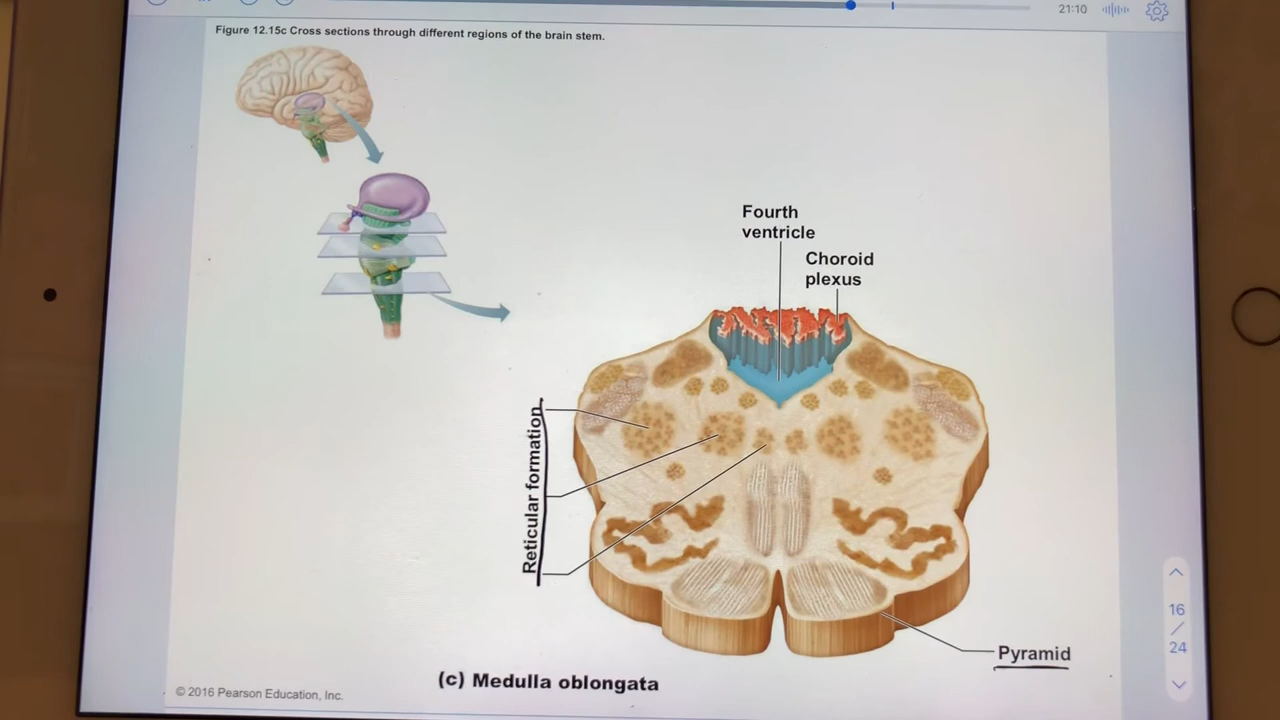 21:10
Figure 12.15c Cross sections through different regions of the brain stem.
Fourth
ventricle
Choroid
plexus
Reticular formation
Pyramid
16
/
24
(c) Medulla oblongata
© 2016 Pearson Education, Inc.